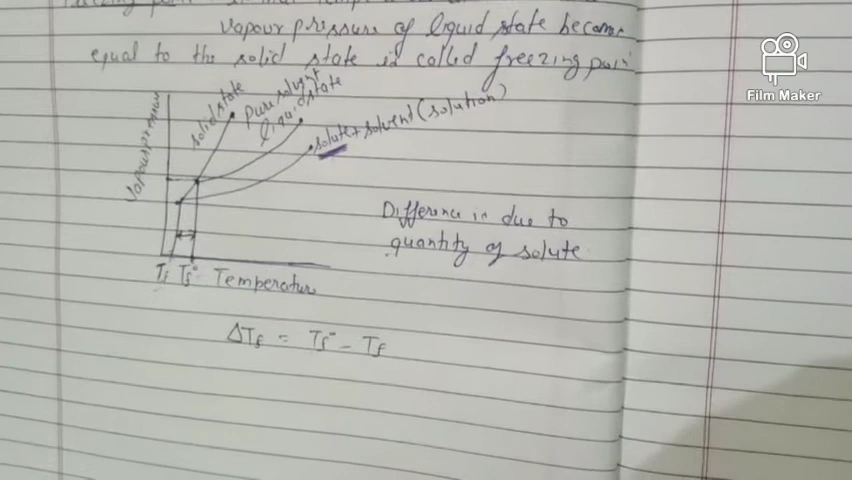 vapour pressure of liquid state become
equal to the solid state is called freezing poin
Film Maker
solid state
pure solvent
liquid state
solute + solvent (solution)
Vapour pressure
Difference is due to
quantity of solute
Tf Tf° Temperature
ΔTf = Tf° - Tf